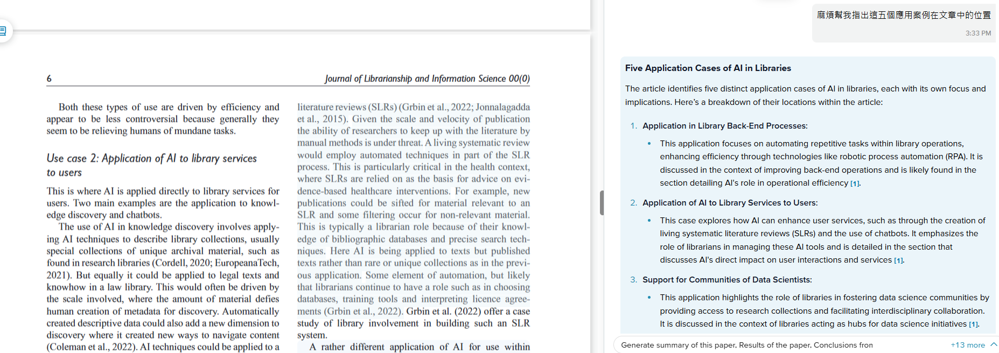 6
Journal of Librarianship and Information Science 00(0)
Both these types of use are driven by efficiency and
appear to be less controversial because generally they
seem to be relieving humans of mundane tasks.
Use case 2: Application of AI to library services
to users
This is where AI is applied directly to library services for
users. Two main examples are the application to knowl-
edge discovery and chatbots.
The use of AI in knowledge discovery involves apply-
ing AI techniques to describe library collections, usually
special collections of unique archival material, such as
found in research libraries (Cordell, 2020; EuropeanaTech,
2021). But equally it could be applied to legal texts and
knowhow in a law library. This would often be driven by
the scale involved, where the amount of material defies
human creation of metadata for discovery. Automatically
created descriptive data could also add a new dimension to
discovery where it created new ways to navigate content
(Coleman et al., 2022). AI techniques could be applied to a
literature reviews (SLRs) (Grbin et al., 2022; Jonnalagadda
et al., 2015). Given the scale and velocity of publication
the ability of researchers to keep up with the literature by
manual methods is under threat. A living systematic review
would employ automated techniques in part of the SLR
process. This is particularly critical in the health context,
where SLRs are relied on as the basis for advice on evi-
dence-based healthcare interventions. For example, new
publications could be sifted for material relevant to an
SLR and some filtering occur for non-relevant material.
This is typically a librarian role because of their knowl-
edge of bibliographic databases and precise search tech-
niques. Here AI is being applied to texts but published
texts rather than rare or unique collections as in the previ-
ous application. Some element of automation, but likely
that librarians continue to have a role such as in choosing
databases, training tools and interpreting licence agree-
ments (Grbin et al., 2022). Grbin et al. (2022) offer a case
study of library involvement in building such an SLR
system.
A rather different application of AI for use within
麻煩幫我指出這五個應用案例在文章中的位置
3:33 PM
Five Application Cases of AI in Libraries
The article identifies five distinct application cases of AI in libraries, each with its own focus and
implications. Here's a breakdown of their locations within the article:
1. Application in Library Back-End Processes:
• This application focuses on automating repetitive tasks within library operations,
enhancing efficiency through technologies like robotic process automation (RPA). It is
discussed in the context of improving back-end operations and is likely found in the
section detailing AI's role in operational efficiency [1].
2. Application of AI to Library Services to Users:
• This case explores how AI can enhance user services, such as through the creation of
living systematic literature reviews (SLRs) and the use of chatbots. It emphasizes the
role of librarians in managing these AI tools and is detailed in the section that
discusses AI's direct impact on user interactions and services [1].
3. Support for Communities of Data Scientists:
• This application highlights the role of libraries in fostering data science communities by
providing access to research collections and facilitating interdisciplinary collaboration.
It is discussed in the context of libraries acting as hubs for data science initiatives [1].
Generate summary of this paper, Results of the paper, Conclusions fron
+13 more